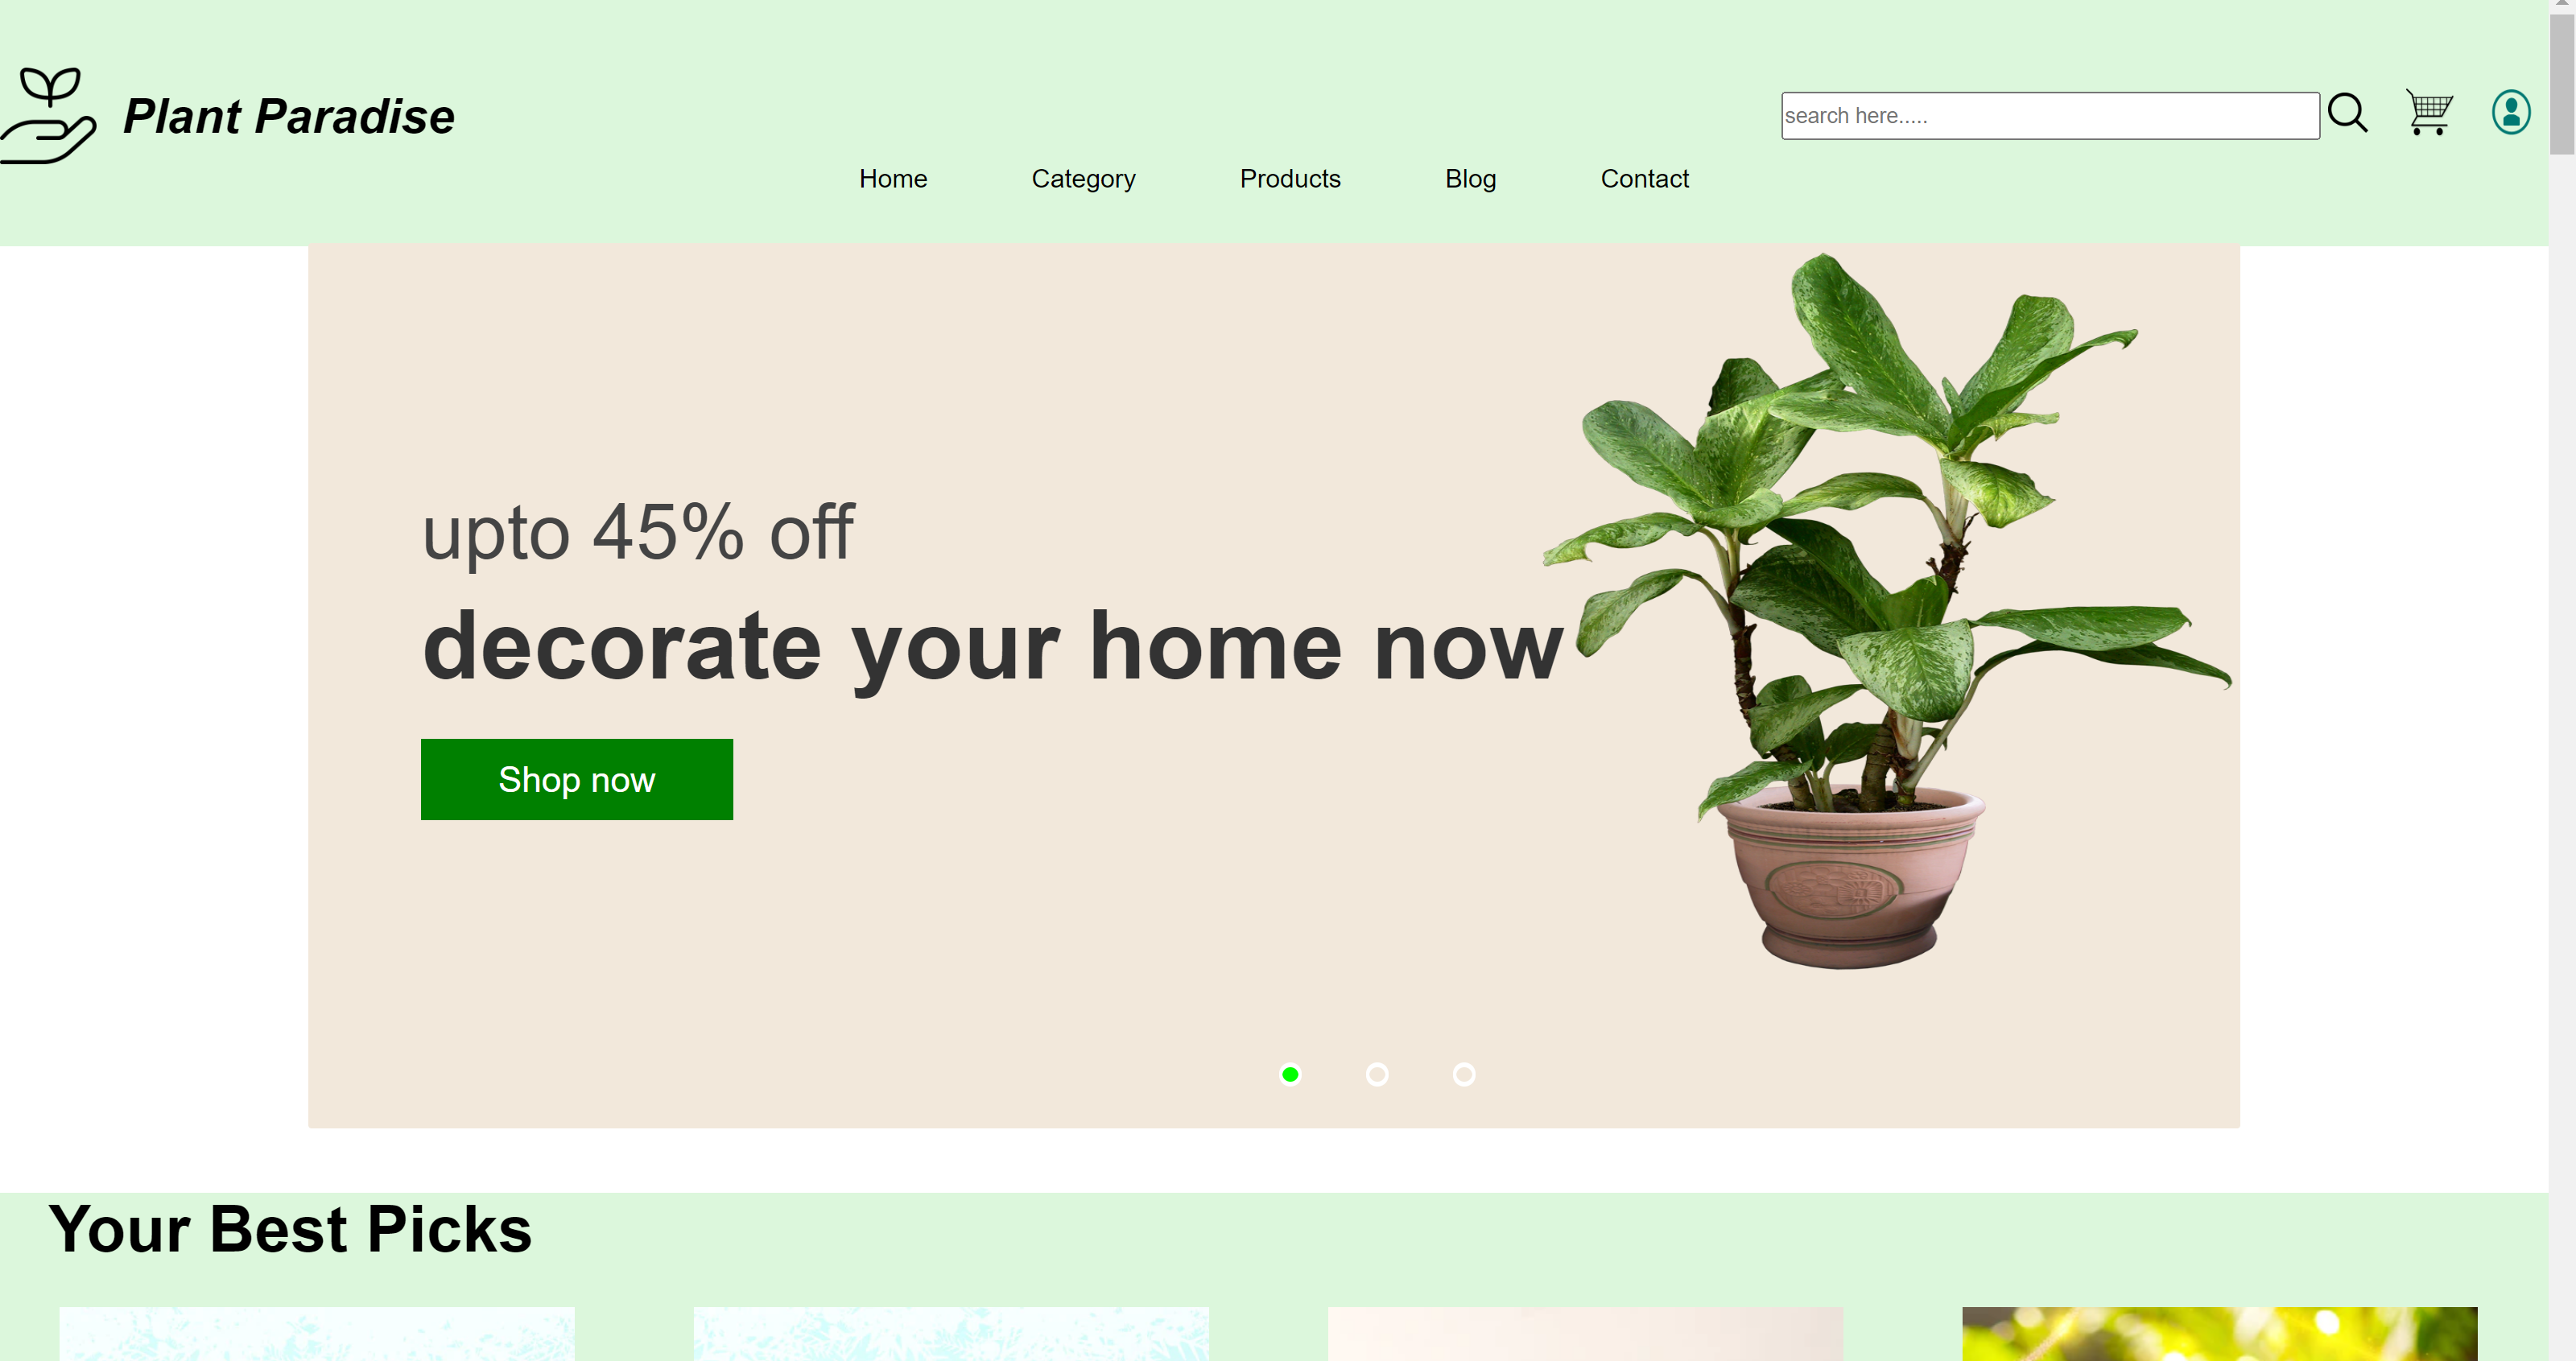 Plant Paradise
search here.....
Home Category Products Blog Contact
upto 45% off
decorate your home now
Shop now
Your Best Picks